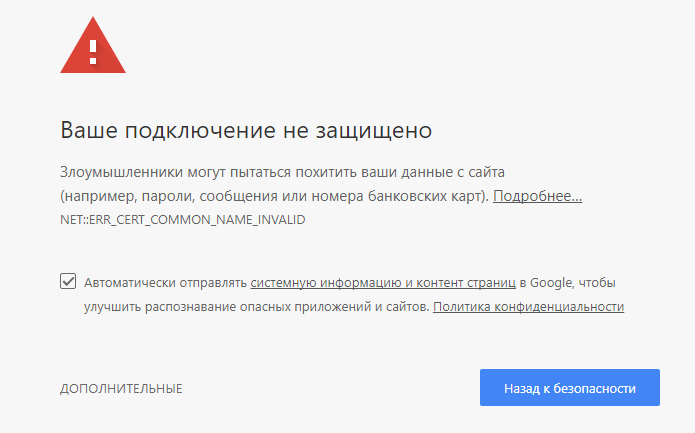 Ваше подключение не защищено
Злоумышленники могут пытаться похитить ваши данные с сайта
(например, пароли, сообщения или номера банковских карт). Подробнее...
NET::ERR_CERT_COMMON_NAME_INVALID
Автоматически отправлять системную информацию и контент страниц в Google, чтобы
улучшить распознавание опасных приложений и сайтов. Политика конфиденциальности
ДОПОЛНИТЕЛЬНЫЕ
Назад к безопасности